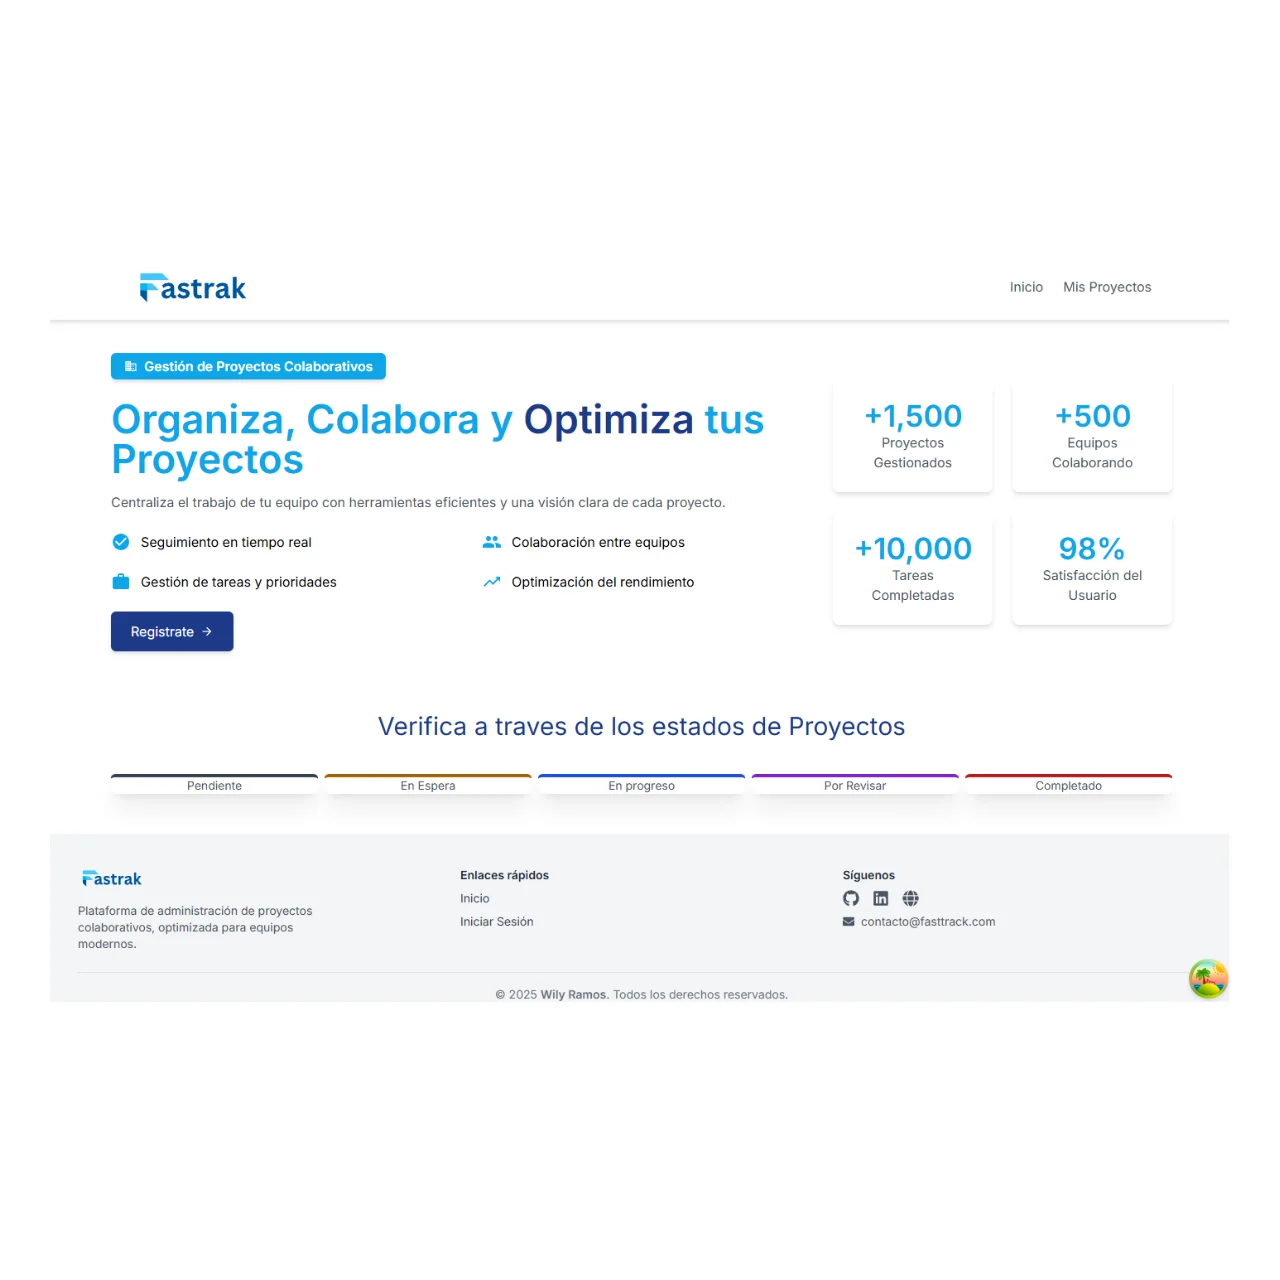 Fastrak
Inicio
Mis Proyectos
Gestión de Proyectos Colaborativos
Organiza, Colabora y Optimiza tus
Proyectos
Centraliza el trabajo de tu equipo con herramientas eficientes y una visión clara de cada proyecto.
Seguimiento en tiempo real
Colaboración entre equipos
Gestión de tareas y prioridades
Optimización del rendimiento
Registrate →
+1,500
Proyectos
Gestionados
+500
Equipos
Colaborando
+10,000
Tareas
Completadas
98%
Satisfacción del
Usuario
Verifica a traves de los estados de Proyectos
Pendiente
En Espera
En progreso
Por Revisar
Completado
Fastrak
Plataforma de administración de proyectos
colaborativos, optimizada para equipos
modernos.
Enlaces rápidos
Inicio
Iniciar Sesión
Síguenos
in
contacto@fasttrack.com
© 2025 Wily Ramos. Todos los derechos reservados.